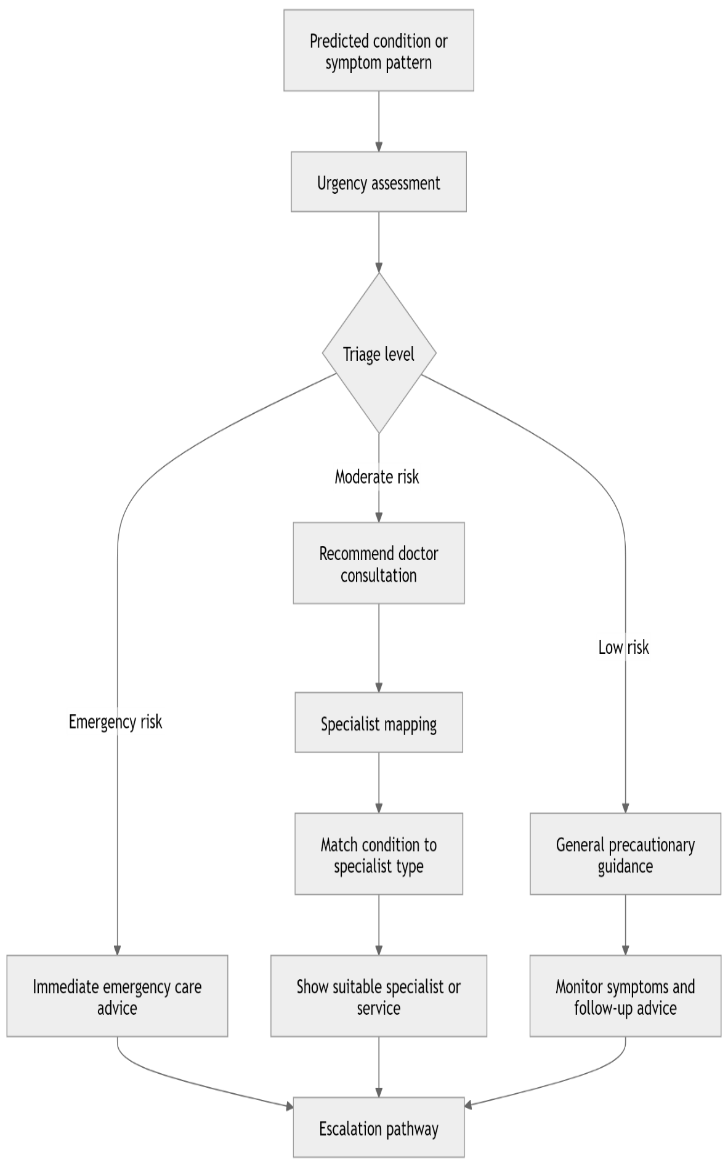 Predicted condition or
symptom pattern
Urgency assessment
Triage level
Moderate risk
Recommend doctor
consultation
Low risk
Emergency risk
Specialist mapping
Match condition to
specialist type
General precautionary
guidance
Immediate emergency care
advice
Show suitable specialist or
service
Monitor symptoms and
follow-up advice
Escalation pathway